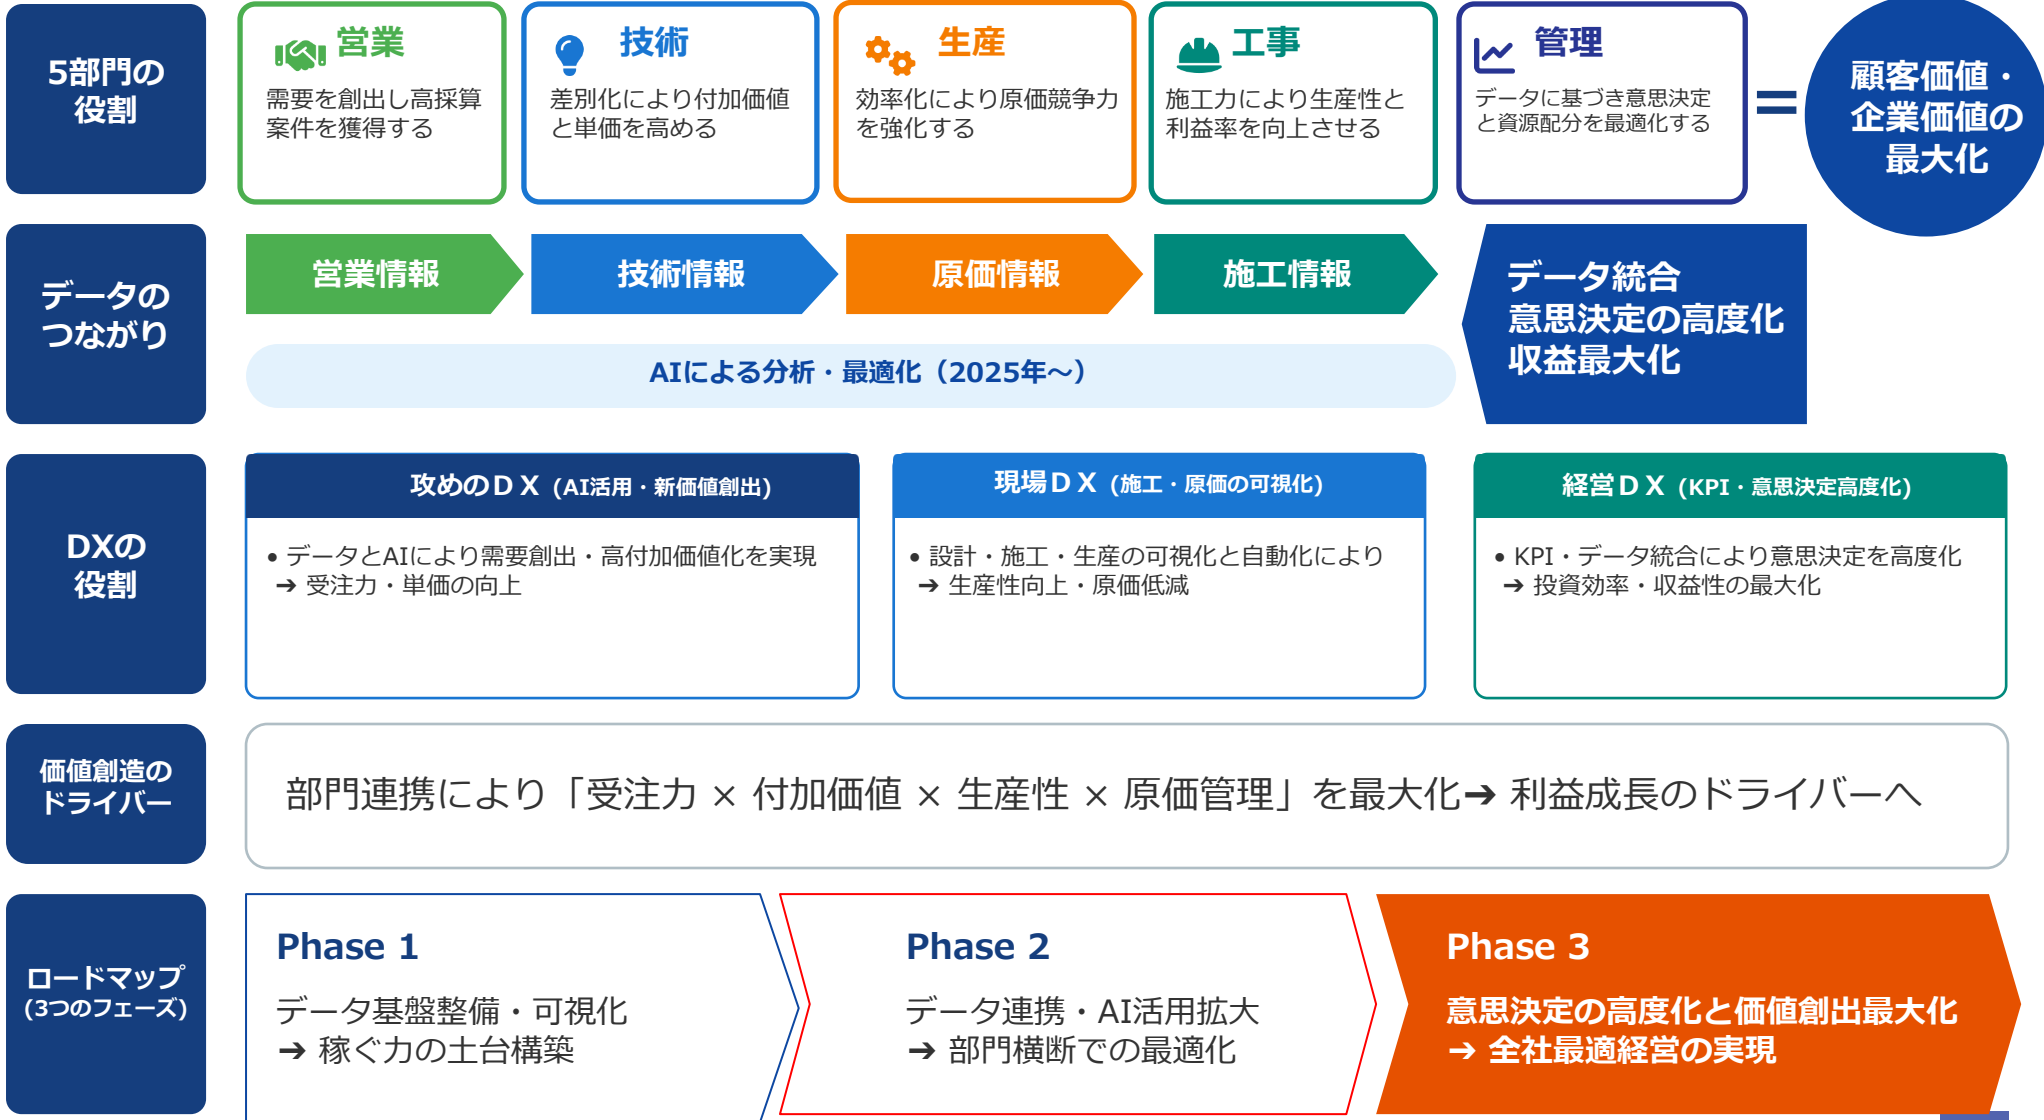 5部門の
役割
営業
需要を創出し高採算
案件を獲得する
技術
差別化により付加価値
と単価を高める
生産
効率化により原価競争力
を強化する
工事
施工力により生産性と
利益率を向上させる
管理
データに基づき意思決定
と資源配分を最適化する
=
顧客価値・
企業価値の
最大化
データの
つながり
営業情報
技術情報
原価情報
施工情報
AIによる分析・最適化（2025年～）
データ統合
意思決定の高度化
収益最大化
DXの
役割
攻めのＤＸ (AI活用・新価値創出)
• データとAIにより需要創出・高付加価値化を実現
➔ 受注力・単価の向上
現場ＤＸ (施工・原価の可視化)
• 設計・施工・生産の可視化と自動化により
➔ 生産性向上・原価低減
経営ＤＸ (KPI・意思決定高度化)
• KPI・データ統合により意思決定を高度化
➔ 投資効率・収益性の最大化
価値創造の
ドライバー
部門連携により「受注力 × 付加価値 × 生産性 × 原価管理」を最大化➔ 利益成長のドライバーへ
ロードマップ
(3つのフェーズ)
Phase 1
データ基盤整備・可視化
➔ 稼ぐ力の土台構築
Phase 2
データ連携・AI活用拡大
➔ 部門横断での最適化
Phase 3
意思決定の高度化と価値創出最大化
➔ 全社最適経営の実現